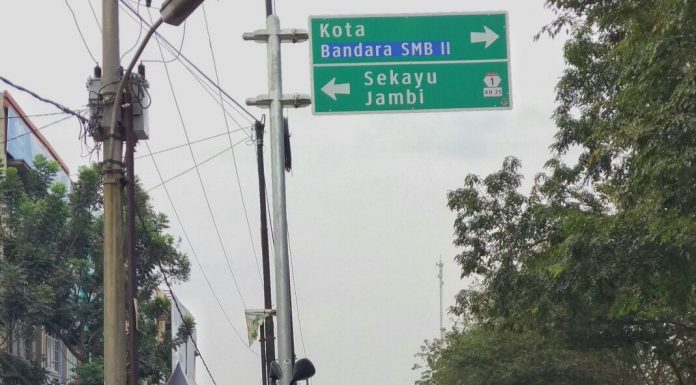 Kota
Bandara SMB II
Sekayu
Jambi
1
AH 25